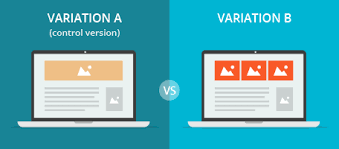 VARIATION A
(control version)
VARIATION B
VS